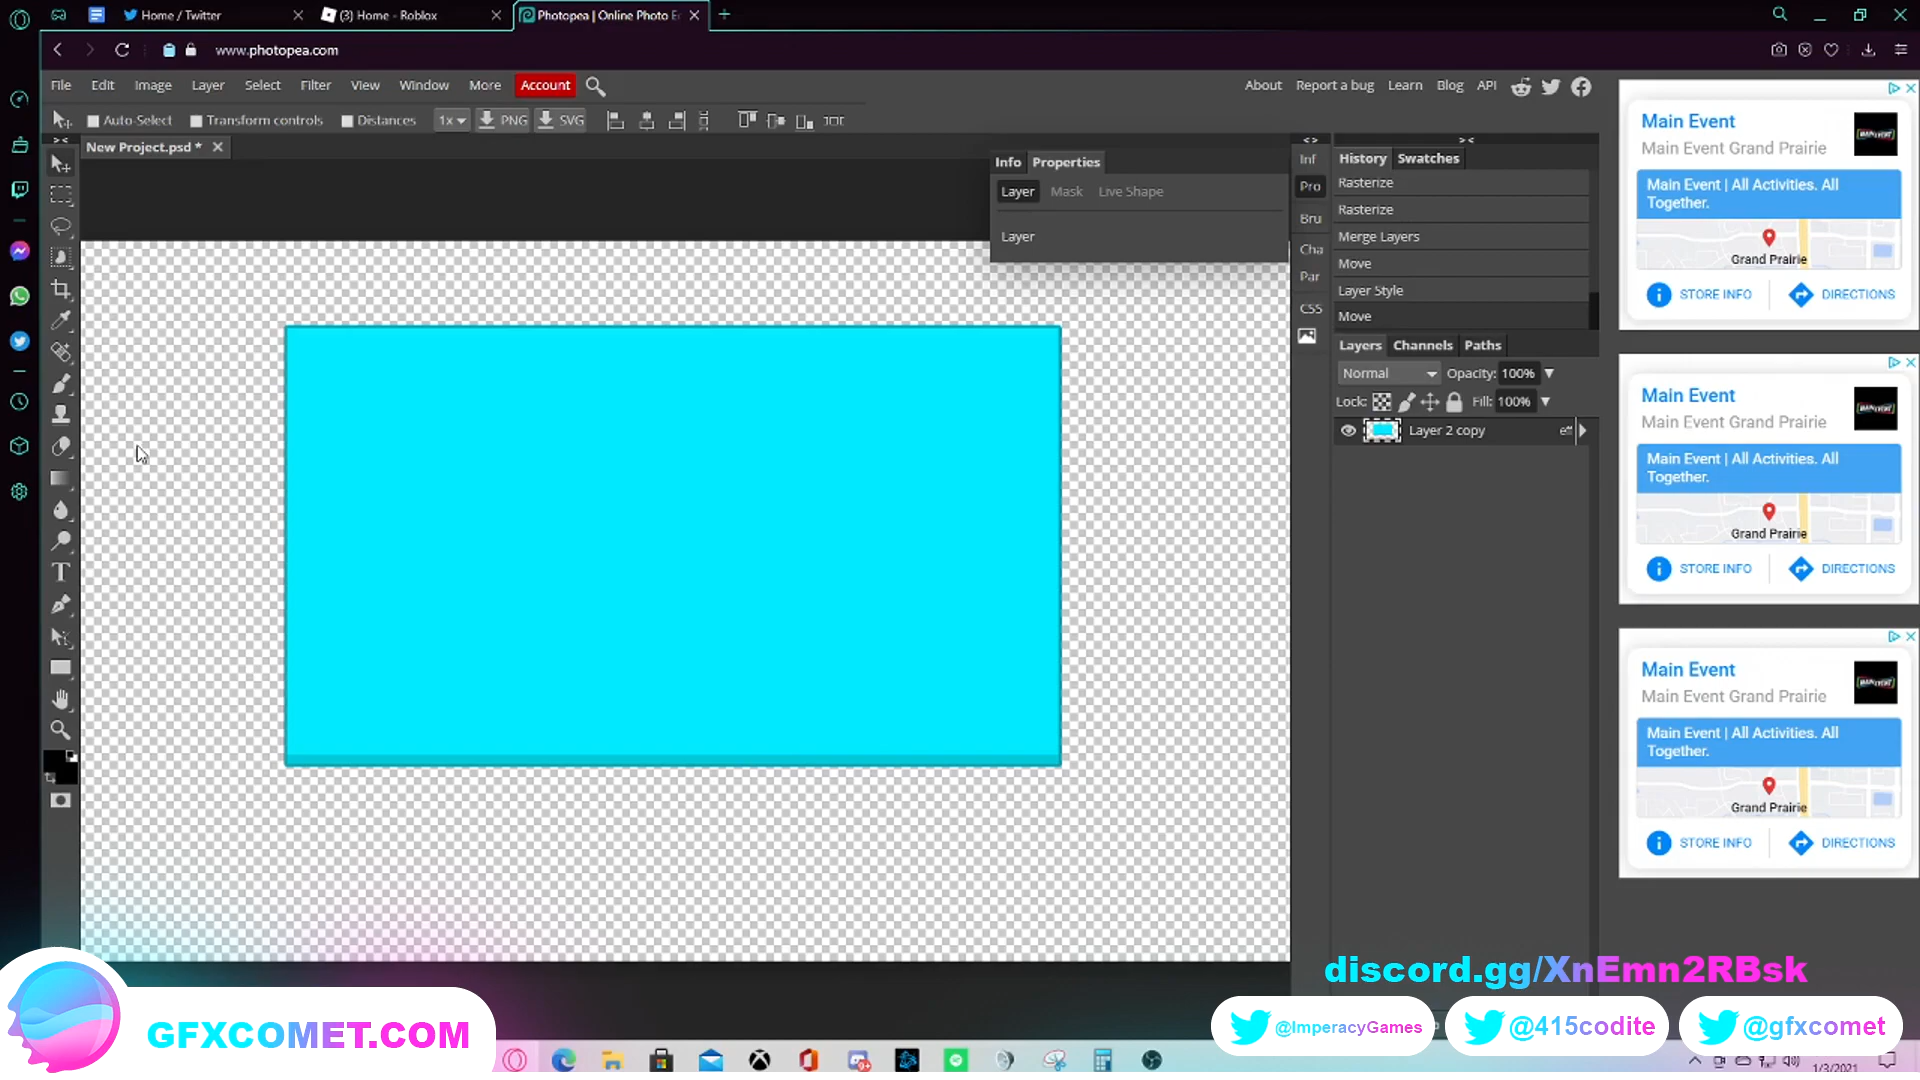 Home / Twitter
(3) Home - Roblox
Photopea | Online Photo E
www.photopea.com
File Edit Image Layer Select Filter View Window More Account
About Report a bug Learn Blog API
Auto-Select Transform controls Distances 1x PNG SVG
New Project.psd *
Info Properties
Layer Mask Live Shape
Layer
Inf
Pro
Bru
Cha
Par
CSS
History Swatches
Rasterize
Rasterize
Merge Layers
Move
Layer Style
Move
Layers Channels Paths
Normal Opacity: 100%
Lock: Fill: 100%
Layer 2 copy eff
Main Event
Main Event Grand Prairie
Main Event | All Activities. All
Together.
Grand Prairie
STORE INFO DIRECTIONS
Main Event
Main Event Grand Prairie
Main Event | All Activities. All
Together.
Grand Prairie
STORE INFO DIRECTIONS
Main Event
Main Event Grand Prairie
Main Event | All Activities. All
Together.
Grand Prairie
STORE INFO DIRECTIONS
discord.gg/XnEmn2RBsk
@ImperacyGames @415codite @gfxcomet
GFXCOMET.COM
1/3/2021